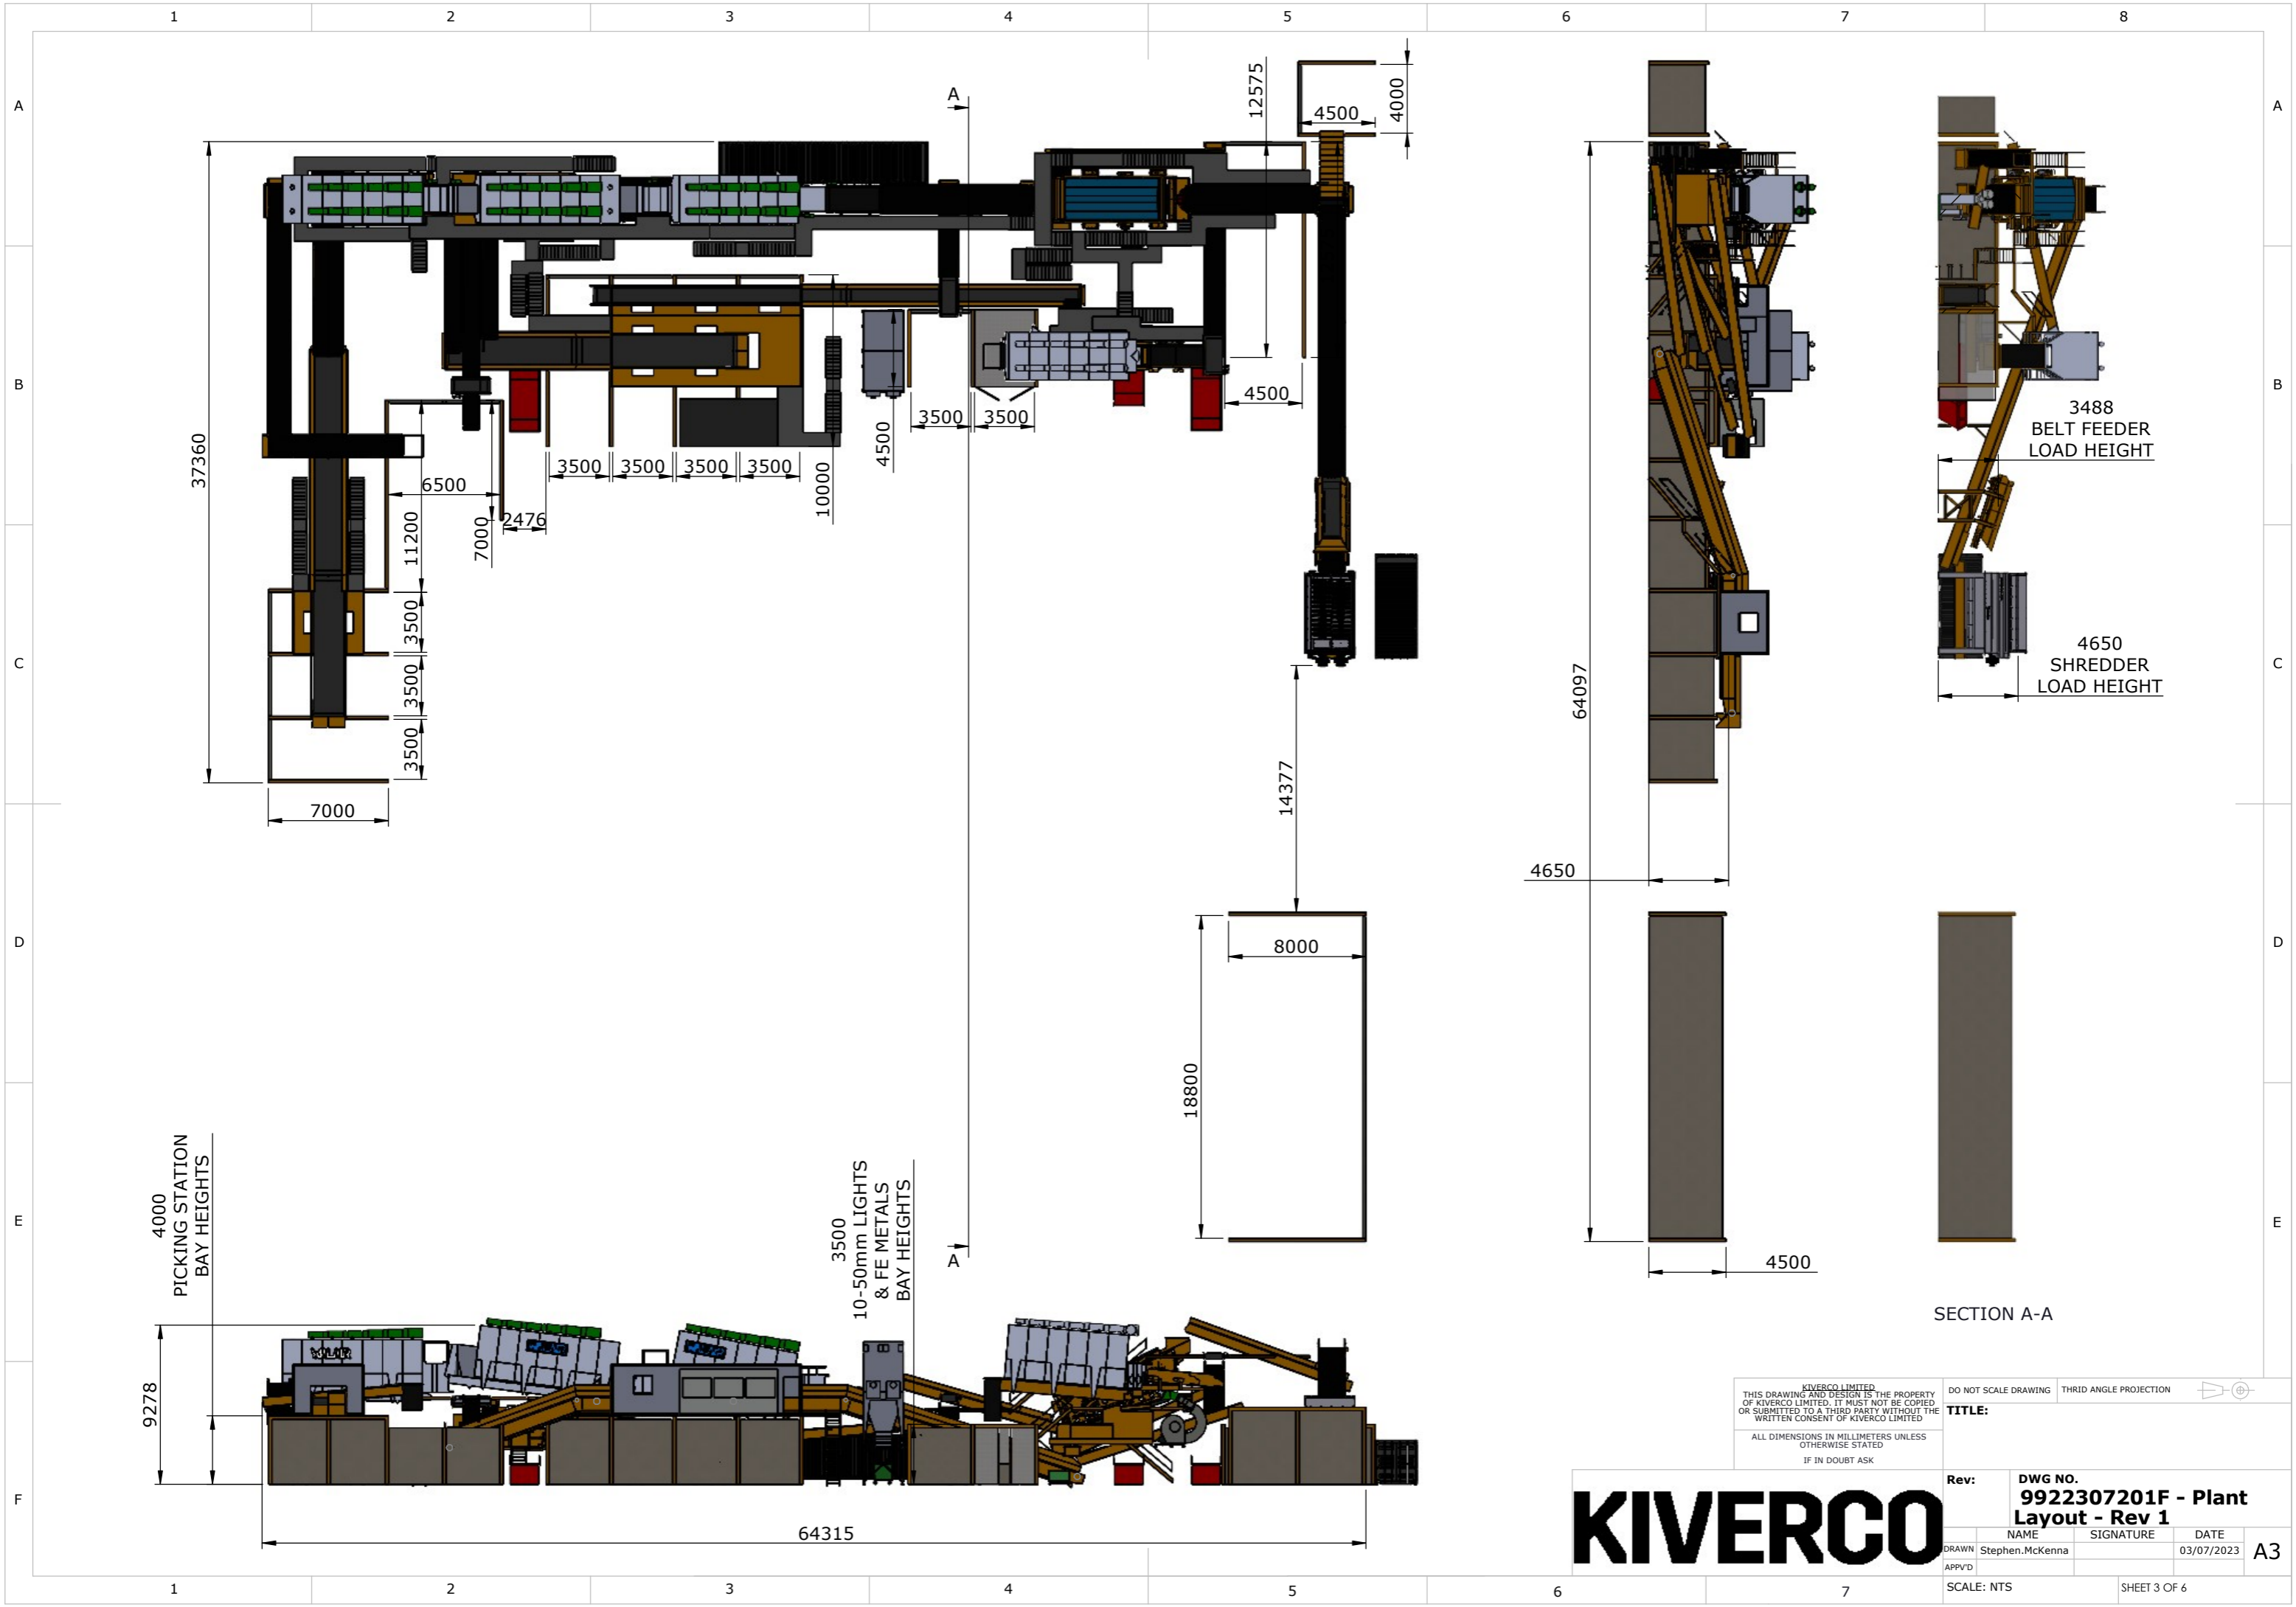 1 2 3 4 5 6 7 8
A A
B B
C C
D D
E E
F
A
12575
4500
4000
37360
6500
11200
7000
2476
3500 3500 3500 3500
10000
4500
3500 3500
4500
3500
3500
3500
7000
14377
8000
18800
A
64097
4650
4500
3488
BELT FEEDER
LOAD HEIGHT
4650
SHREDDER
LOAD HEIGHT
SECTION A-A
4000
PICKING STATION
BAY HEIGHTS
3500
10-50mm LIGHTS
& FE METALS
BAY HEIGHTS
9278
64315
KIVERCO LIMITED
THIS DRAWING AND DESIGN IS THE PROPERTY
OF KIVERCO LIMITED. IT MUST NOT BE COPIED
OR SUBMITTED TO A THIRD PARTY WITHOUT THE
WRITTEN CONSENT OF KIVERCO LIMITED
ALL DIMENSIONS IN MILLIMETERS UNLESS
OTHERWISE STATED
IF IN DOUBT ASK
DO NOT SCALE DRAWING THRID ANGLE PROJECTION
TITLE:
KIVERCO
Rev: DWG NO.
9922307201F - Plant
Layout - Rev 1
NAME SIGNATURE DATE
DRAWN Stephen.McKenna 03/07/2023 A3
APPV'D
SCALE: NTS SHEET 3 OF 6
1 2 3 4 5 6 7